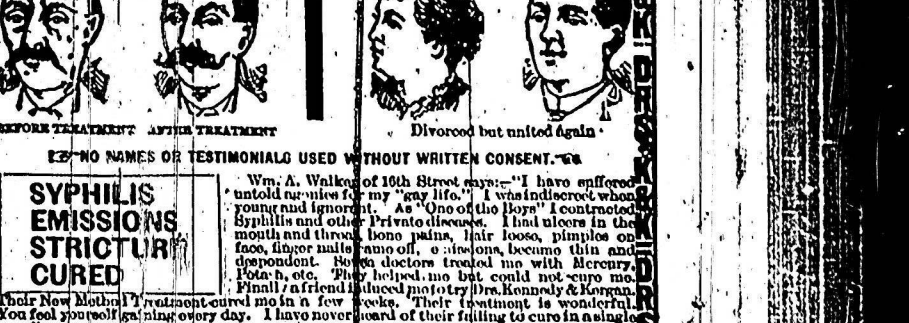 BEFORE TREATMENT AFTER TREATMENT
Divorced but united again
NO NAMES OR TESTIMONIALS USED WITHOUT WRITTEN CONSENT.
SYPHILIS
EMISSIONS
STRICTURE
CURED
Wm. A. Walker of 16th Street says:—"I have suffered
untold agonies for my "gay life." I was indiscreet when
young and ignorant. As "One of the Boys" I contracted
Syphilis and other Private diseases. I had ulcers in the
mouth and throat, bone pains, hair loose, pimples on
face, finger nails came off, emissions, became thin and
despondent. Seven doctors treated me with Mercury,
Potash, etc. They helped me but could not cure me.
Finally a friend induced me to try Drs. Kennedy & Kergan.
Their New Method Treatment cured me in a few weeks. Their treatment is wonderful.
You feel yourself gaining every day. I have never heard of their failing to cure in a single